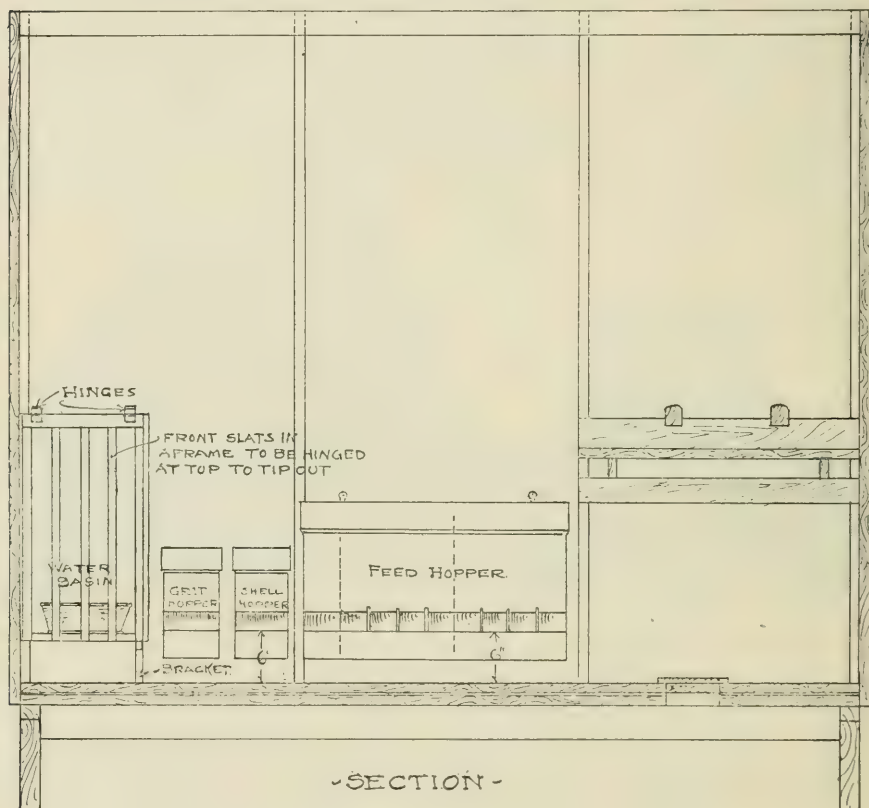 HINGES
FRONT SLATS IN
A FRAME TO BE HINGED
AT TOP TO TIP OUT
WATER
BASIN
GRIT
HOPPER
SHELL
HOPPER
FEED HOPPER.
6"
6"
BRACKET.
-SECTION-